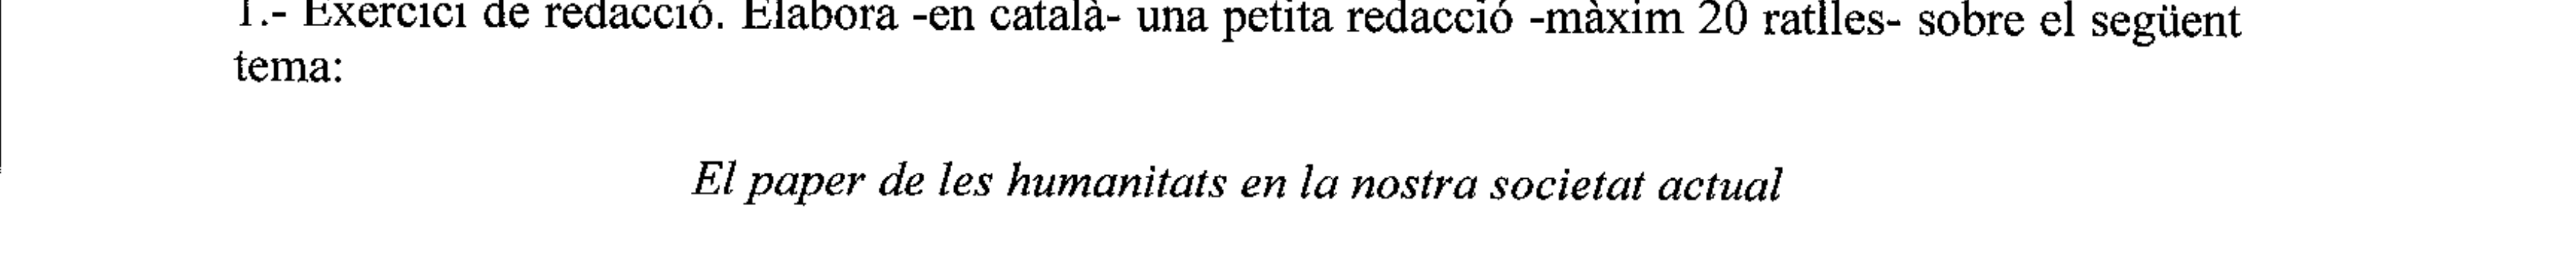 1.- Exercici de redacció. Elabora -en català- una petita redacció -màxim 20 ratlles- sobre el següent
tema:
El paper de les humanitats en la nostra societat actual